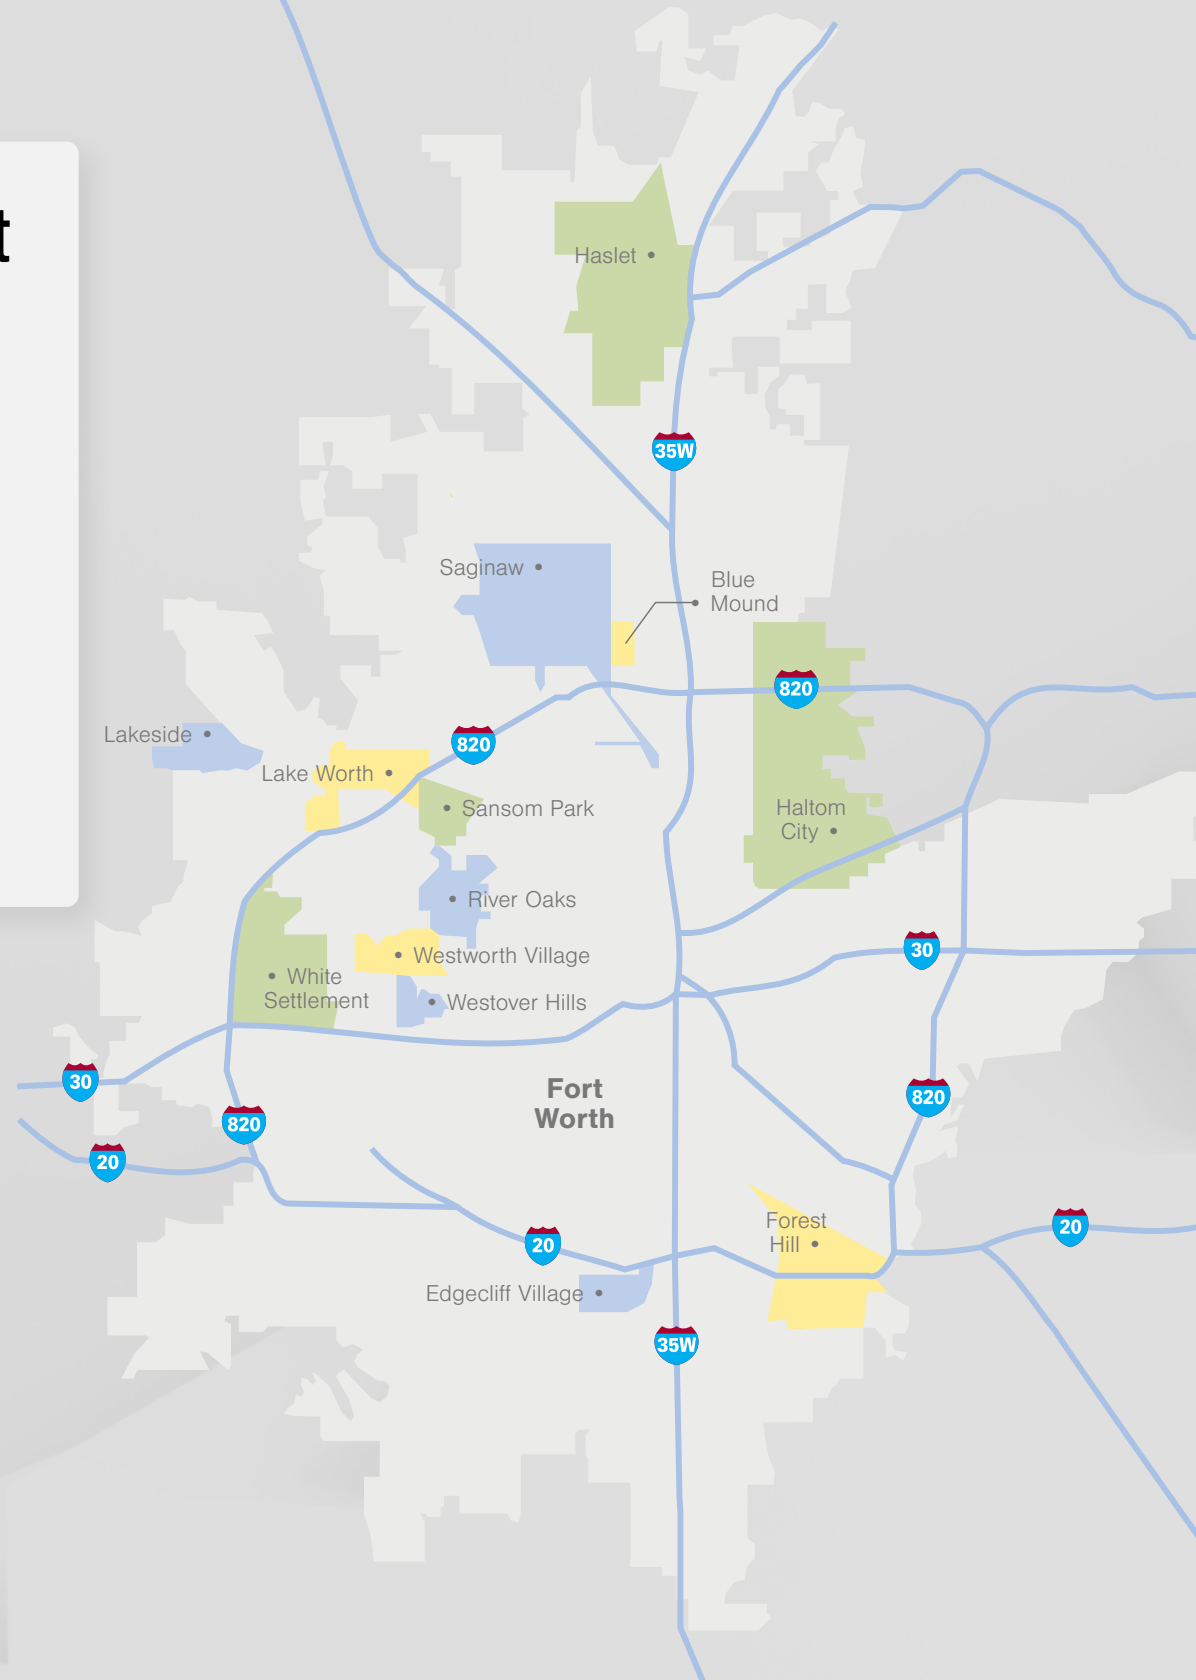 t
Haslet
35W
Saginaw
Blue
Mound
820
Lakeside
820
Lake Worth
Sansom Park
Haltom
City
River Oaks
30
Westworth Village
White
Settlement
Westover Hills
30
Fort
Worth
820
820
20
Forest
Hill
20
20
Edgecliff Village
35W